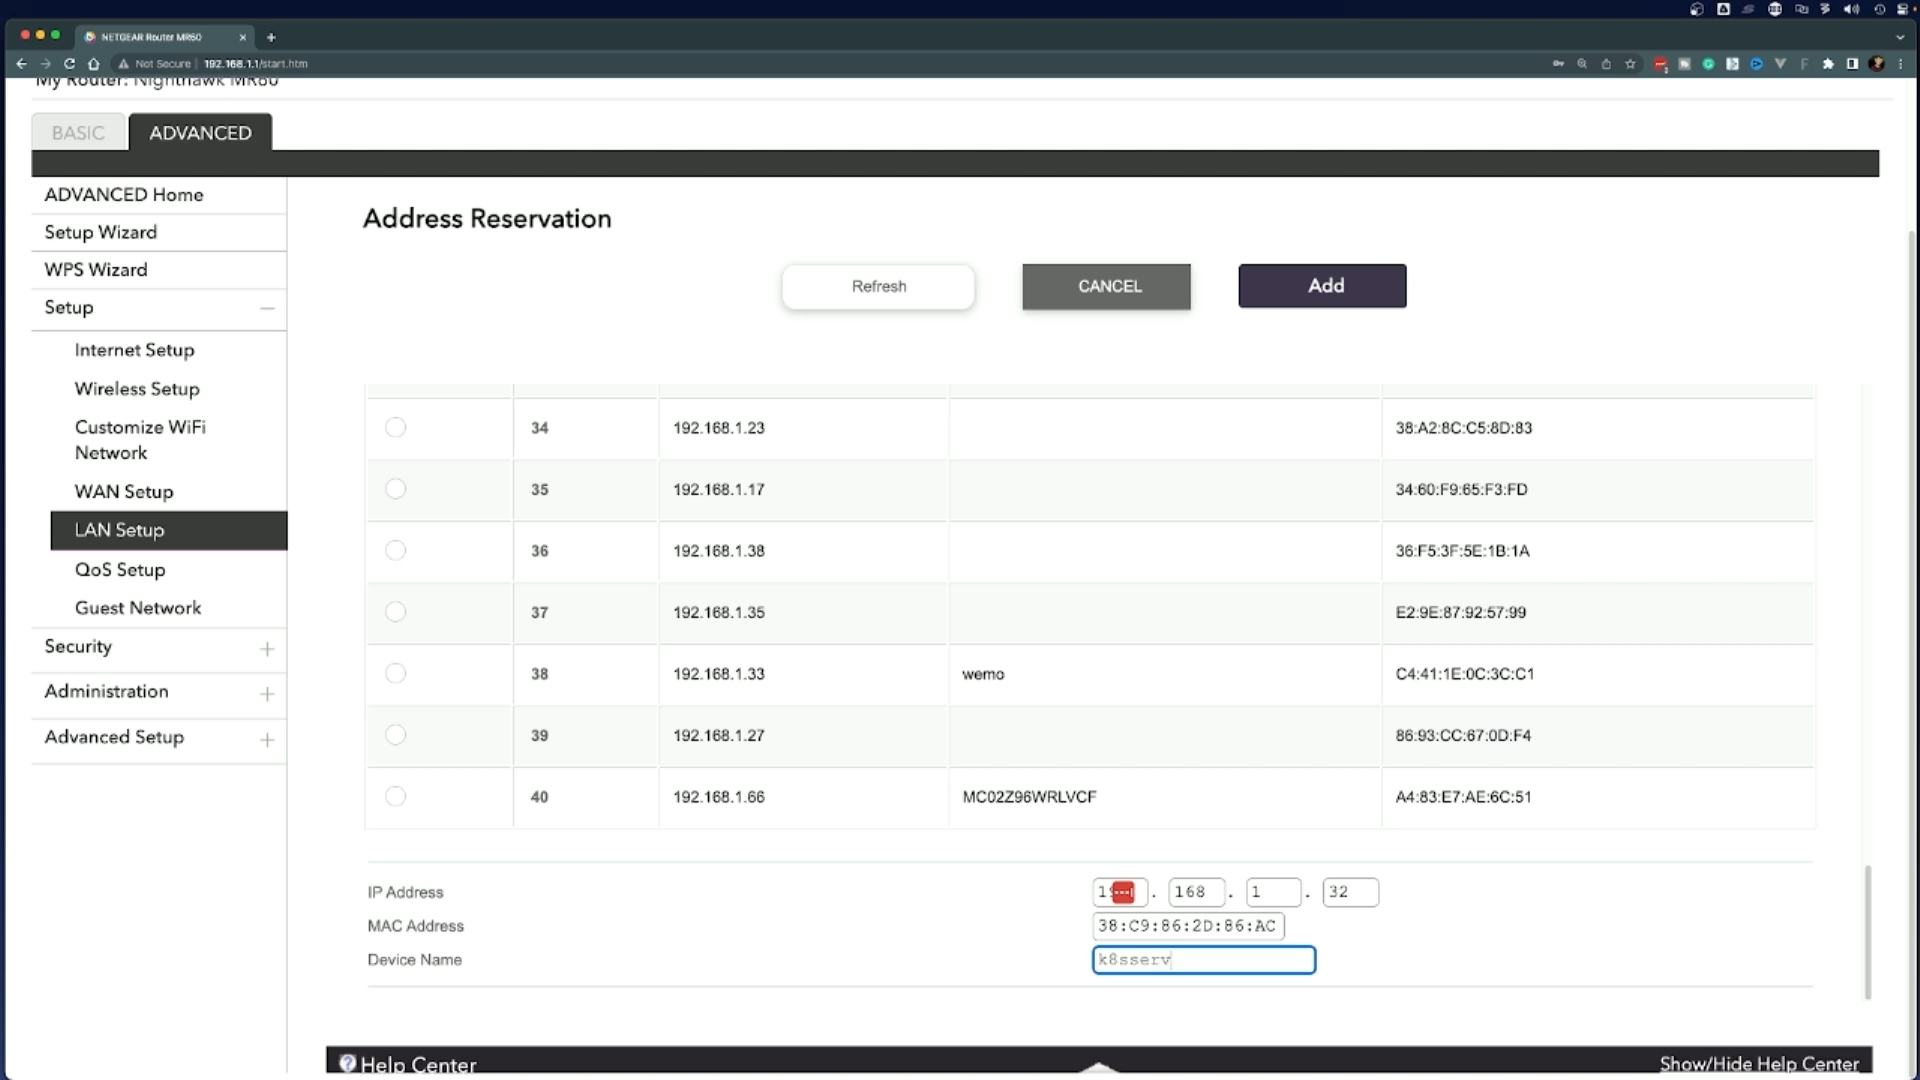 NETGEAR Router MR60
Not Secure 192.168.1.1/start.htm
My Router: Nighthawk MR60
BASIC ADVANCED
ADVANCED Home
Setup Wizard
WPS Wizard
Setup
Internet Setup
Wireless Setup
Customize WiFi
Network
WAN Setup
LAN Setup
QoS Setup
Guest Network
Security
Administration
Advanced Setup
Address Reservation
Refresh CANCEL Add
34 192.168.1.23 38:A2:8C:C5:8D:83
35 192.168.1.17 34:60:F9:65:F3:FD
36 192.168.1.38 36:F5:3F:5E:1B:1A
37 192.168.1.35 E2:9E:87:92:57:99
38 192.168.1.33 wemo C4:41:1E:0C:3C:C1
39 192.168.1.27 86:93:CC:67:0D:F4
40 192.168.1.66 MC02Z96WRLVCF A4:83:E7:AE:6C:51
IP Address . 168 . 1 . 32
MAC Address 38:C9:86:2D:86:AC
Device Name k8sserv
Help Center Show/Hide Help Center